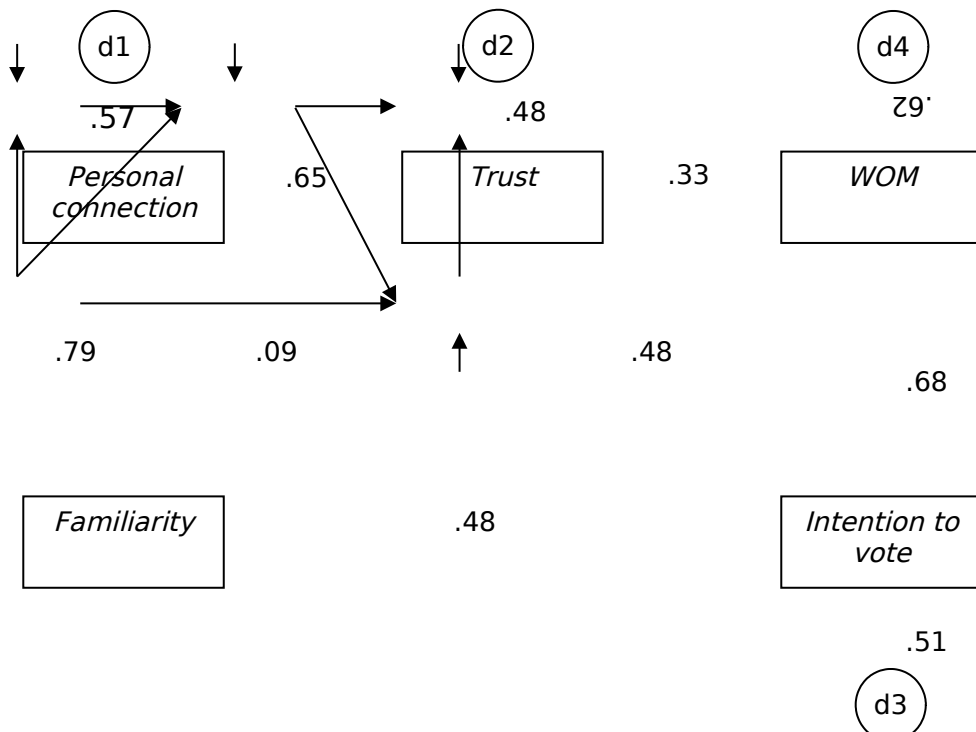 d1
d2
d4
.57
.48
.62
Personal
connection
.65
Trust
.33
WOM
.79
.09
.48
.68
Familiarity
.48
Intention to
vote
.51
d3